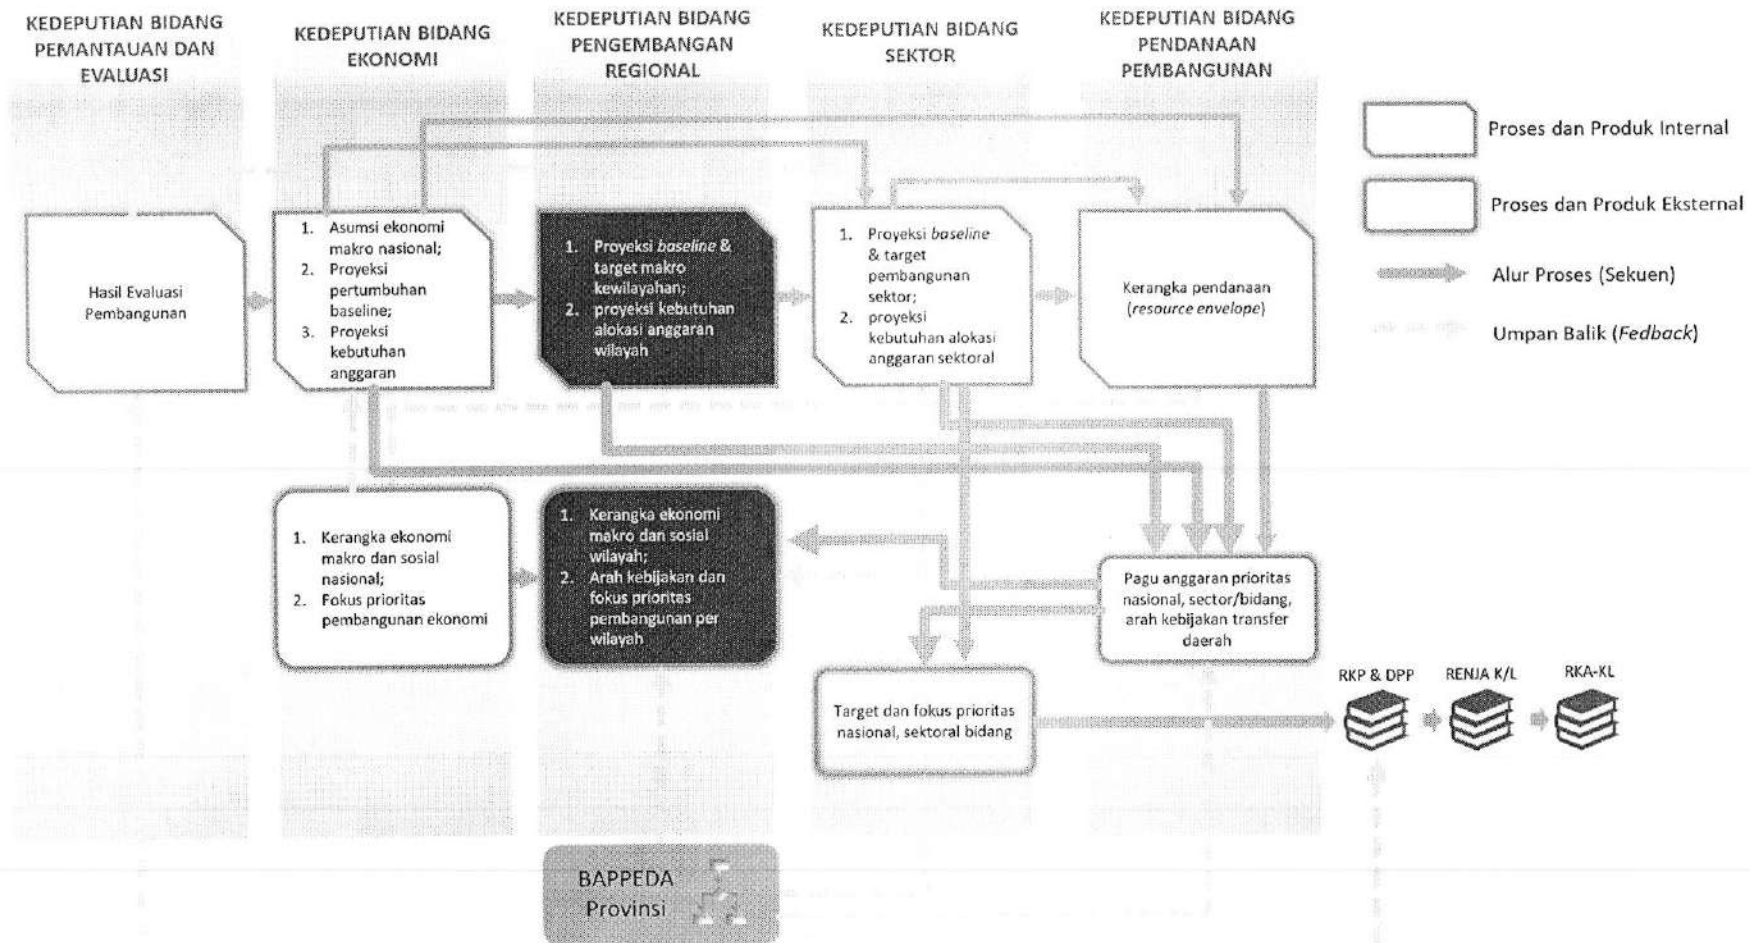 KEDEPUTIAN BIDANG
PEMANTAUAN DAN
EVALUASI
KEDEPUTIAN BIDANG
EKONOMI
KEDEPUTIAN BIDANG
PENGEMBANGAN
REGIONAL
KEDEPUTIAN BIDANG
SEKTOR
KEDEPUTIAN BIDANG
PENDANAAN
PEMBANGUNAN
Hasil Evaluasi
Pembangunan
1. Asumsi ekonomi
makro nasional;
2. Proyeksi
pertumbuhan
baseline;
3. Proyeksi
kebutuhan
anggaran
1. Proyeksi baseline &
target makro
kewilayahan;
2. proyeksi kebutuhan
alokasi anggaran
wilayah
1. Proyeksi baseline
& target
pembangunan
sektor;
2. proyeksi
kebutuhan alokasi
anggaran sektoral
Kerangka pendanaan
(resource envelope)
Proses dan Produk Internal
Proses dan Produk Eksternal
Alur Proses (Sekuen)
Umpan Balik (Fedback)
1. Kerangka ekonomi
makro dan sosial
nasional;
2. Fokus prioritas
pembangunan ekonomi
1. Kerangka ekonomi
makro dan sosial
wilayah;
2. Arah kebijakan dan
fokus prioritas
pembangunan per
wilayah
Pagu anggaran prioritas
nasional, sector/bidang,
arah kebijakan transfer
daerah
Target dan fokus prioritas
nasional, sektoral bidang
RKP & DPP
RENJA K/L
RKA-KL
BAPPEDA
Provinsi